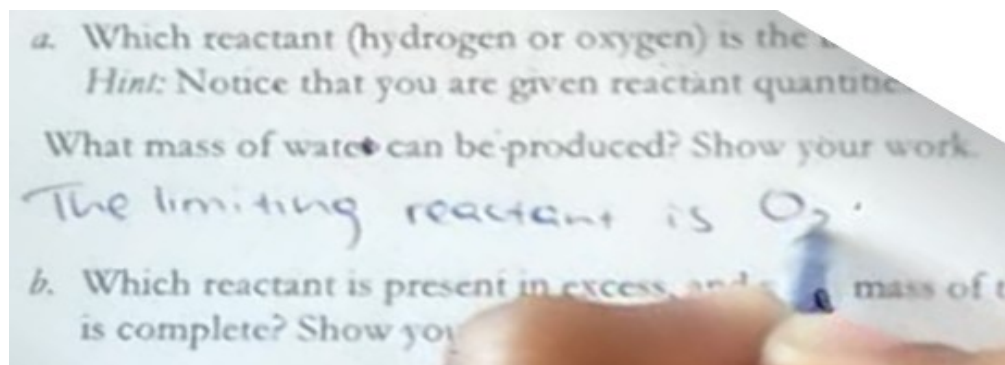 a. Which reactant (hydrogen or oxygen) is the
Hint: Notice that you are given reactant
What mass of water can be produced? Show your work.
The limiting reactant is O₂.
b. Which reactant is present in excess, and mass of
is complete? Show you